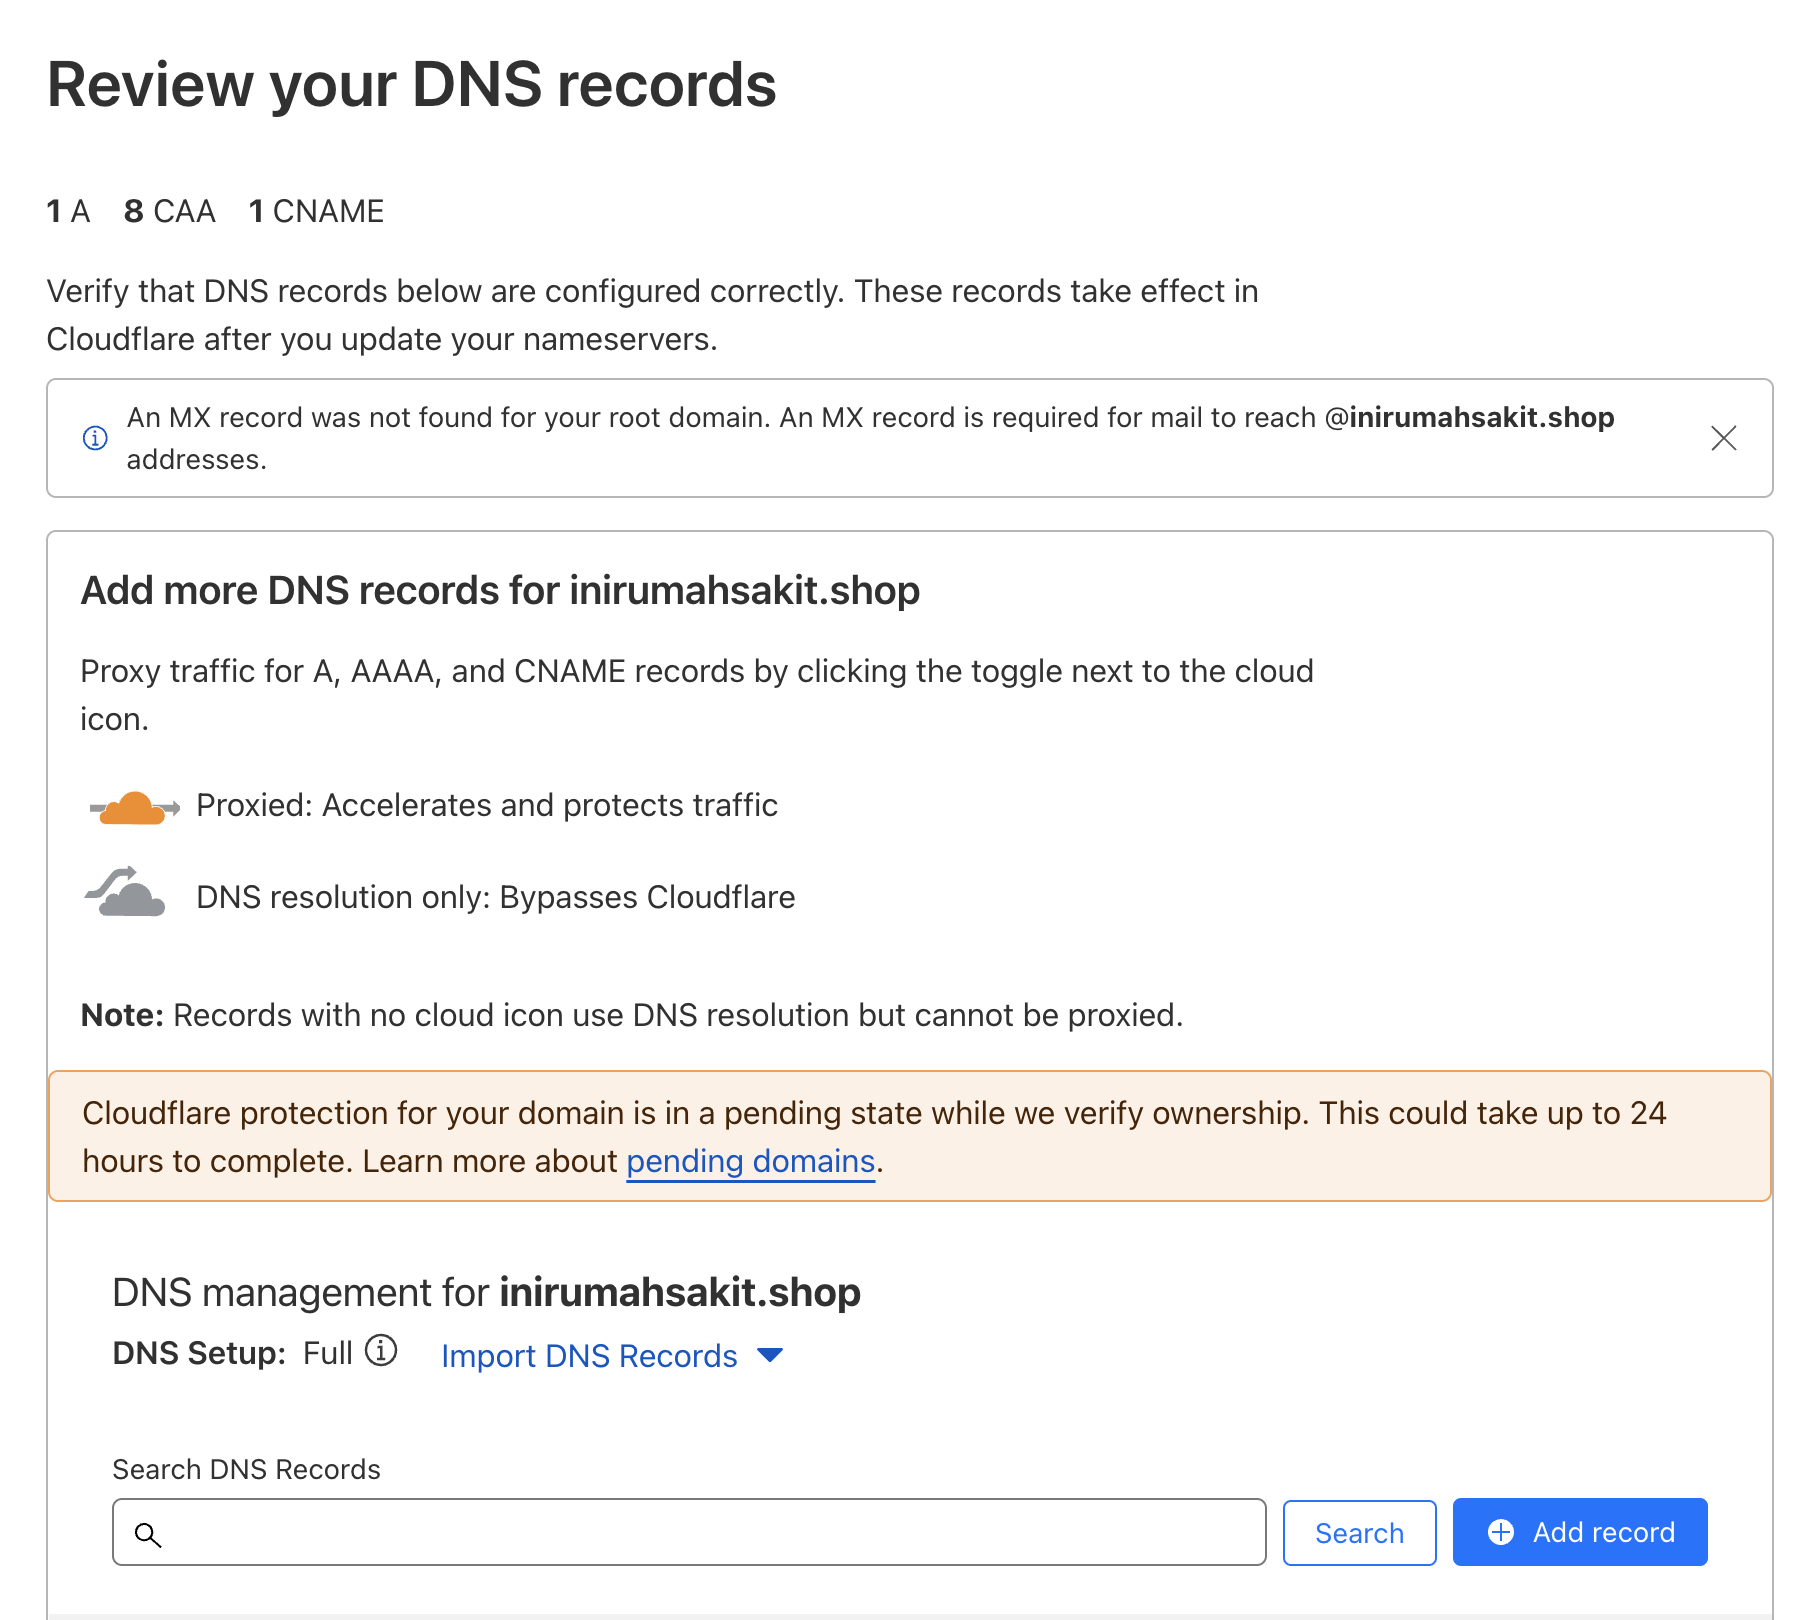 Review your DNS records
1 A 8 CAA 1 CNAME
Verify that DNS records below are configured correctly. These records take effect in
Cloudflare after you update your nameservers.
An MX record was not found for your root domain. An MX record is required for mail to reach @inirumahsakit.shop
addresses.
Add more DNS records for inirumahsakit.shop
Proxy traffic for A, AAAA, and CNAME records by clicking the toggle next to the cloud
icon.
Proxied: Accelerates and protects traffic
DNS resolution only: Bypasses Cloudflare
Note: Records with no cloud icon use DNS resolution but cannot be proxied.
Cloudflare protection for your domain is in a pending state while we verify ownership. This could take up to 24
hours to complete. Learn more about pending domains.
DNS management for inirumahsakit.shop
DNS Setup: Full Import DNS Records
Search DNS Records
Search Add record